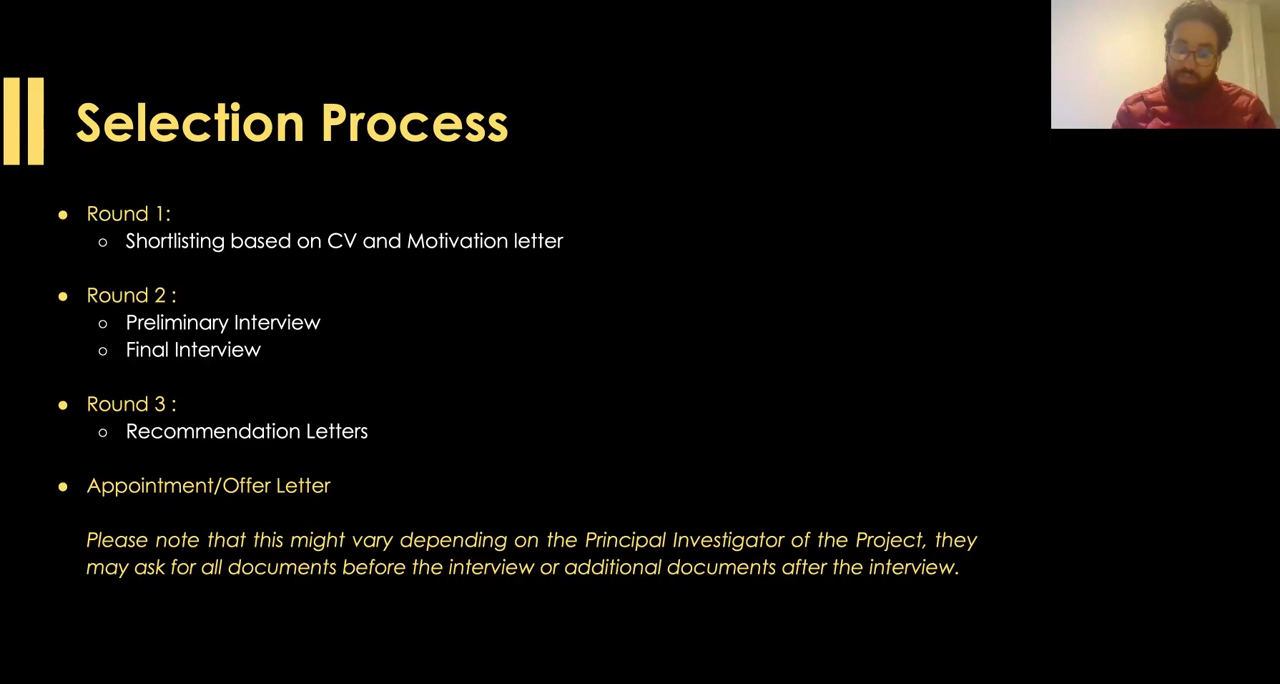 Selection Process
● Round 1:
○ Shortlisting based on CV and Motivation letter
● Round 2 :
○ Preliminary Interview
○ Final Interview
● Round 3 :
○ Recommendation Letters
● Appointment/Offer Letter
Please note that this might vary depending on the Principal Investigator of the Project, they
may ask for all documents before the interview or additional documents after the interview.